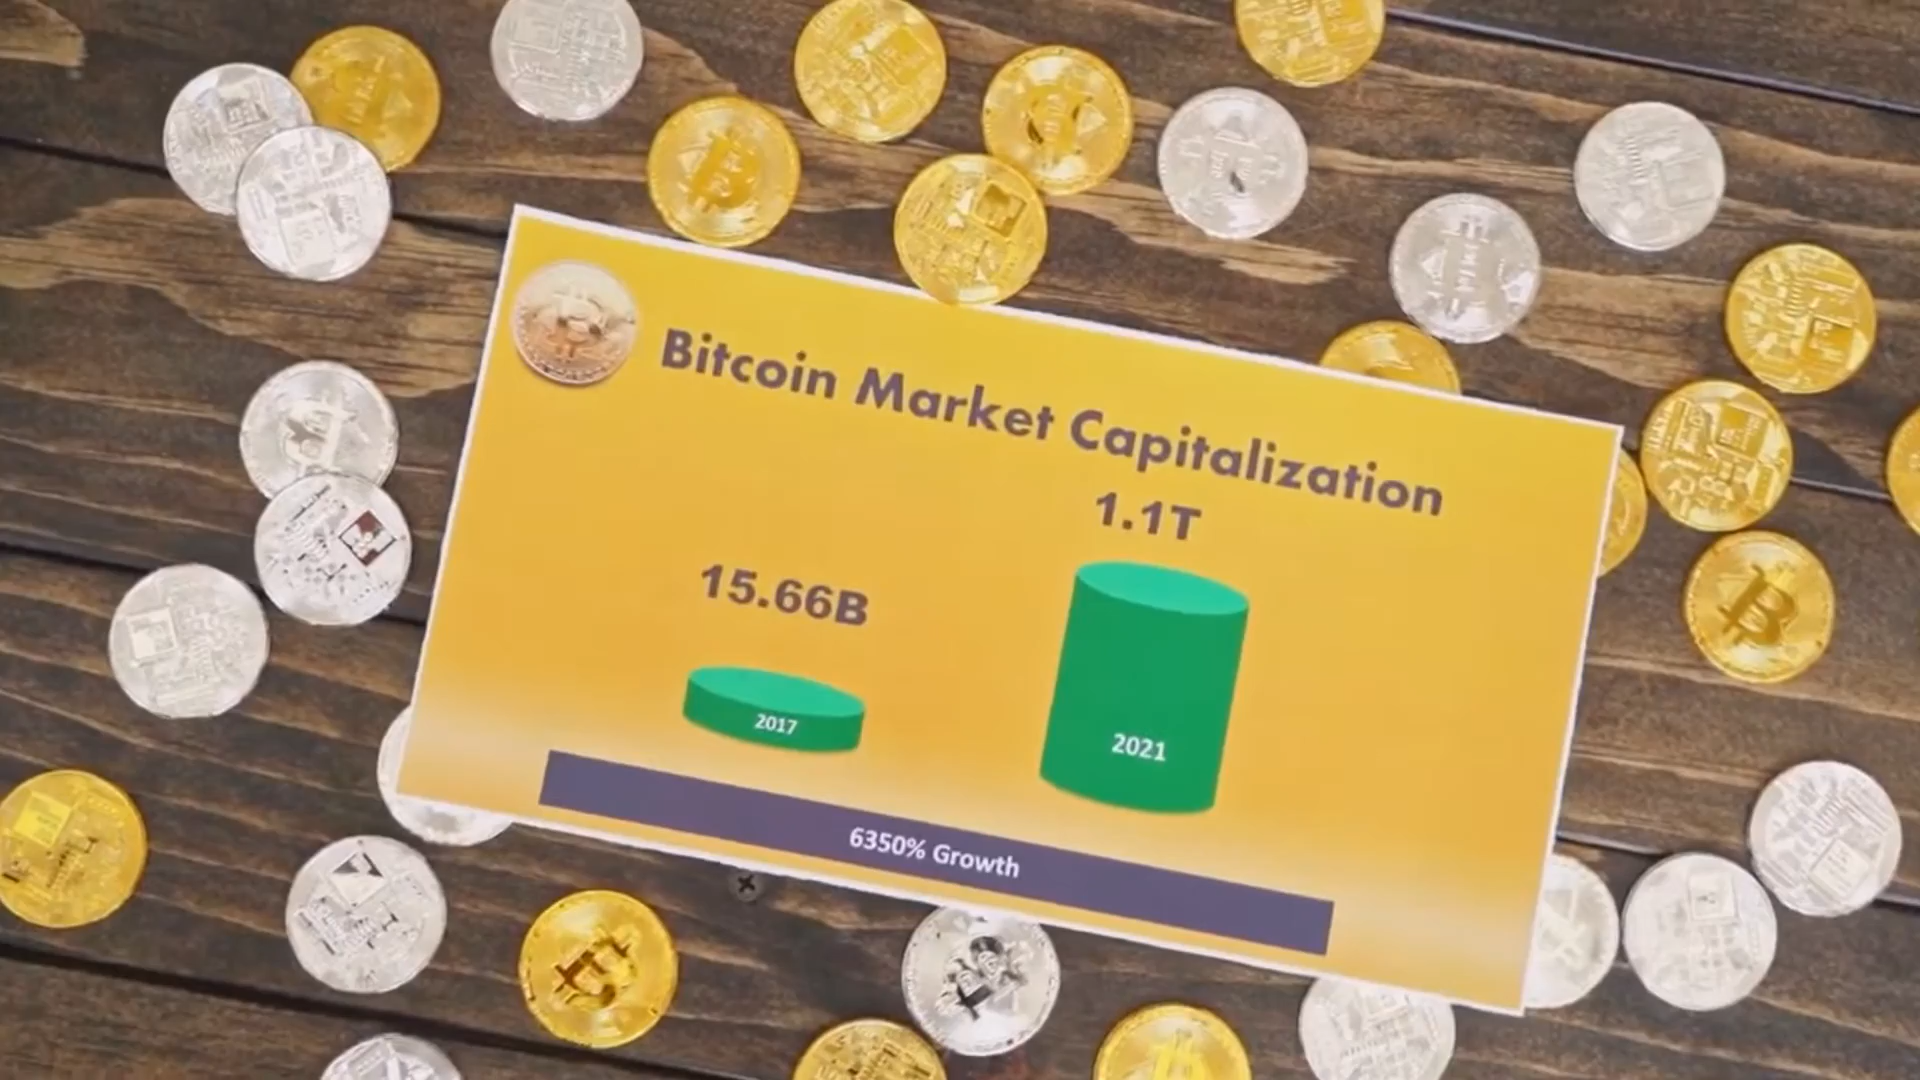 Bitcoin Market Capitalization
1.1T
15.66B
2017
2021
6350% Growth